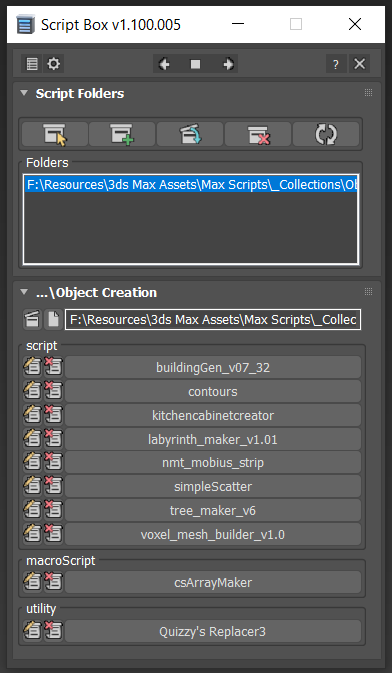 Script Box v1.100.005
?
Script Folders
Folders
F:\Resources\3ds Max Assets\Max Scripts\_Collections\Ob
...\Object Creation
F:\Resources\3ds Max Assets\Max Scripts\_Collec
script
buildingGen_v07_32
contours
kitchencabinetcreator
labyrinth_maker_v1.01
nmt_mobius_strip
simpleScatter
tree_maker_v6
voxel_mesh_builder_v1.0
macroScript
csArrayMaker
utility
Quizzy's Replacer3